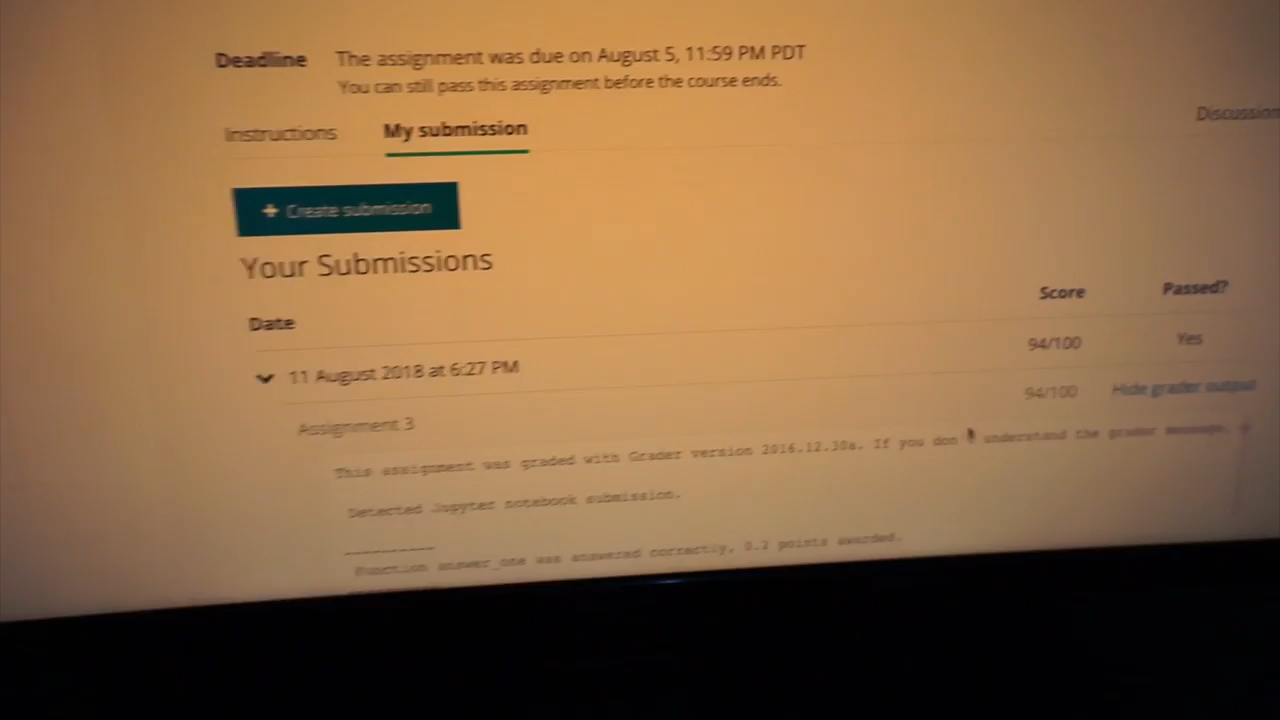 Deadline The assignment was due on August 5, 11:59 PM PDT
You can still pass this assignment before the course ends.
Instructions My submission Discussion
+ Create submission
Your Submissions
Date Score Passed?
11 August 2018 at 6:27 PM 94/100 Yes
Assignment 3 94/100 Hide grader output
This assignment was graded with Grader version 2016.12.30a. If you don understand the grader message,
Detected Jupyter notebook submission.
----------
Function answer_one was answered correctly, 0.2 points awarded.